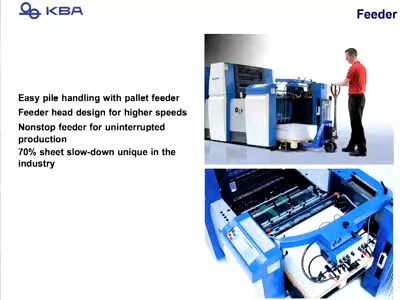 KBA
Feeder
Easy pile handling with pallet feeder
Feeder head design for higher speeds
Nonstop feeder for uninterrupted
production
70% sheet slow-down unique in the
industry